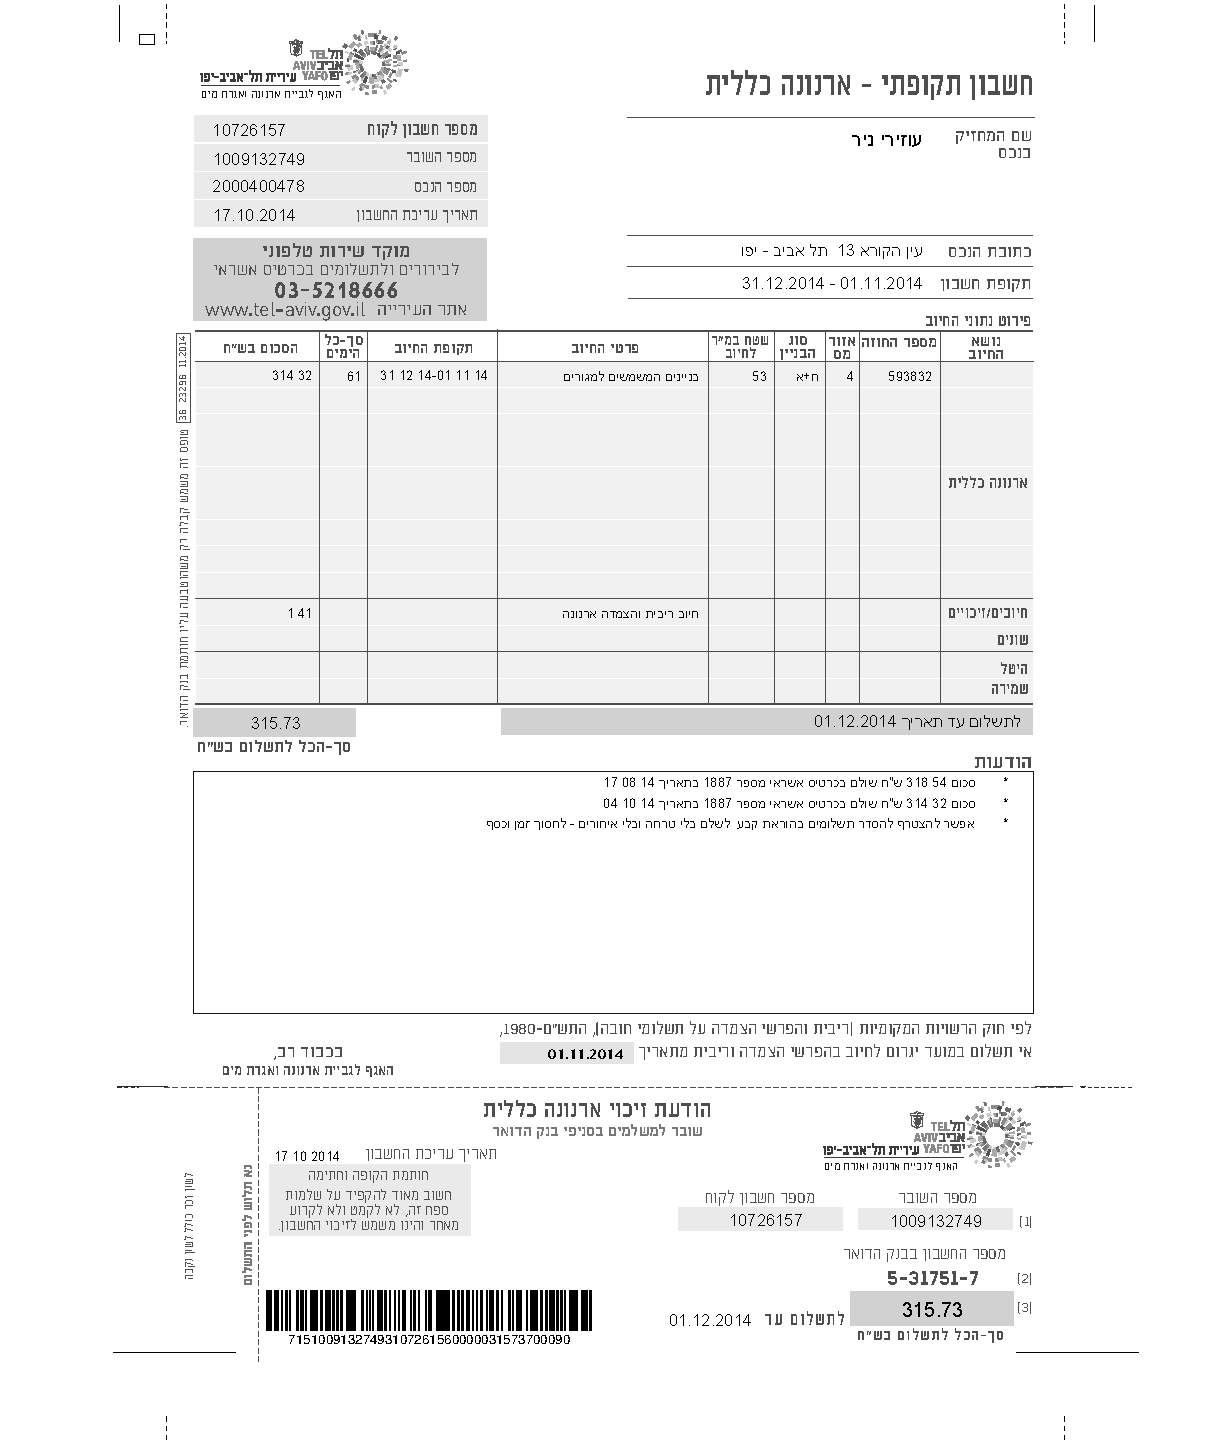 תל
TEL
אביב
AVIV
יפו
YAFO
עיריית תל-אביב-יפו
האגף לגביית ארנונה ואגרת מים
חשבון תקופתי - ארנונה כללית
שם המחזיק בנכס עוזירי ניר
מספר חשבון לקוח 10726157
מספר השובר 1009132749
מספר הנכס 2000400478
תאריך עריכת החשבון 17.10.2014
מוקד שירות טלפוני
לבירורים ולתשלומים בכרטיס אשראי
03-5218666
אתר העירייה www.tel-aviv.gov.il
כתובת הנכס עין הקורא 13 תל אביב - יפו
תקופת חשבון 01.11.2014 - 31.12.2014
פירוט נתוני החיוב
נושא החיוב מספר החוזה אזור מס סוג הבניין שטח במ"ר לחיוב פרטי החיוב תקופת החיוב סך-כל הימים הסכום בש"ח
593832 4 ח+א 53 בניינים המשמשים למגורים 31 12 14-01 11 14 61 314 32
ארנונה כללית
חיובים/זיכויים חיוב ריבית והצמדה ארנונה 1 41
שונים
היטל
שמירה
לתשלום עד תאריך 01.12.2014 315.73
סך-הכל לתשלום בש"ח
טופס זה משמש קבלה רק משהוטבעה עליו חותמת בנק הדואר. 36 23296 11.2014
הודעות
* סכום 318 54 ש"ח שולם בכרטיס אשראי מספר 1887 בתאריך 17 08 14
* סכום 314 32 ש"ח שולם בכרטיס אשראי מספר 1887 בתאריך 04 10 14
* אפשר להצטרף להסדר תשלומים בהוראת קבע לשלם בלי טרחה ובלי איחורים - לחסוך זמן וכסף
לפי חוק הרשויות המקומיות (ריבית והפרשי הצמדה על תשלומי חובה), התש"ם-1980,
אי תשלום במועד יגרום לחיוב בהפרשי הצמדה וריבית מתאריך 01.11.2014
בכבוד רב,
האגף לגביית ארנונה ואגרת מים
תל
TEL
אביב
AVIV
יפו
YAFO
עיריית תל-אביב-יפו
האגף לגביית ארנונה ואגרת מים
הודעת זיכוי ארנונה כללית
שובר למשלמים בסניפי בנק הדואר
תאריך עריכת החשבון 17 10 2014
חותמת הקופה וחתימה
חשוב מאוד להקפיד על שלמות
ספח זה, לא לקמט ולא לקרוע
מאחר והינו משמש לזיכוי החשבון.
מספר השובר מספר חשבון לקוח
(1) 1009132749 10726157
מספר החשבון בבנק הדואר
(2) 5-31751-7
(3) 315.73 לתשלום עד 01.12.2014
סך-הכל לתשלום בש"ח
71510091327493107261560000031573700090
נא תלוש לפני התשלום
לשון זכר כולל לשון נקבה